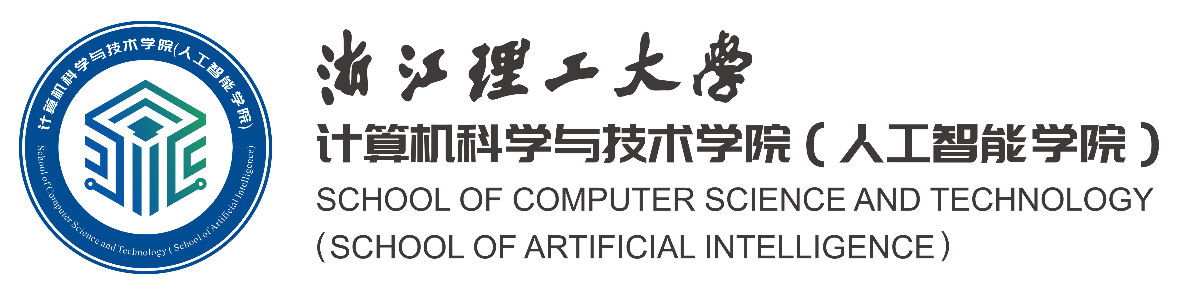 计算机科学与技术学院(人工智能学院)
School of Computer Science and Technology ( School of Artificial Intelligence)
浙江理工大学
计算机科学与技术学院（人工智能学院）
SCHOOL OF COMPUTER SCIENCE AND TECHNOLOGY
(SCHOOL OF ARTIFICIAL INTELLIGENCE)